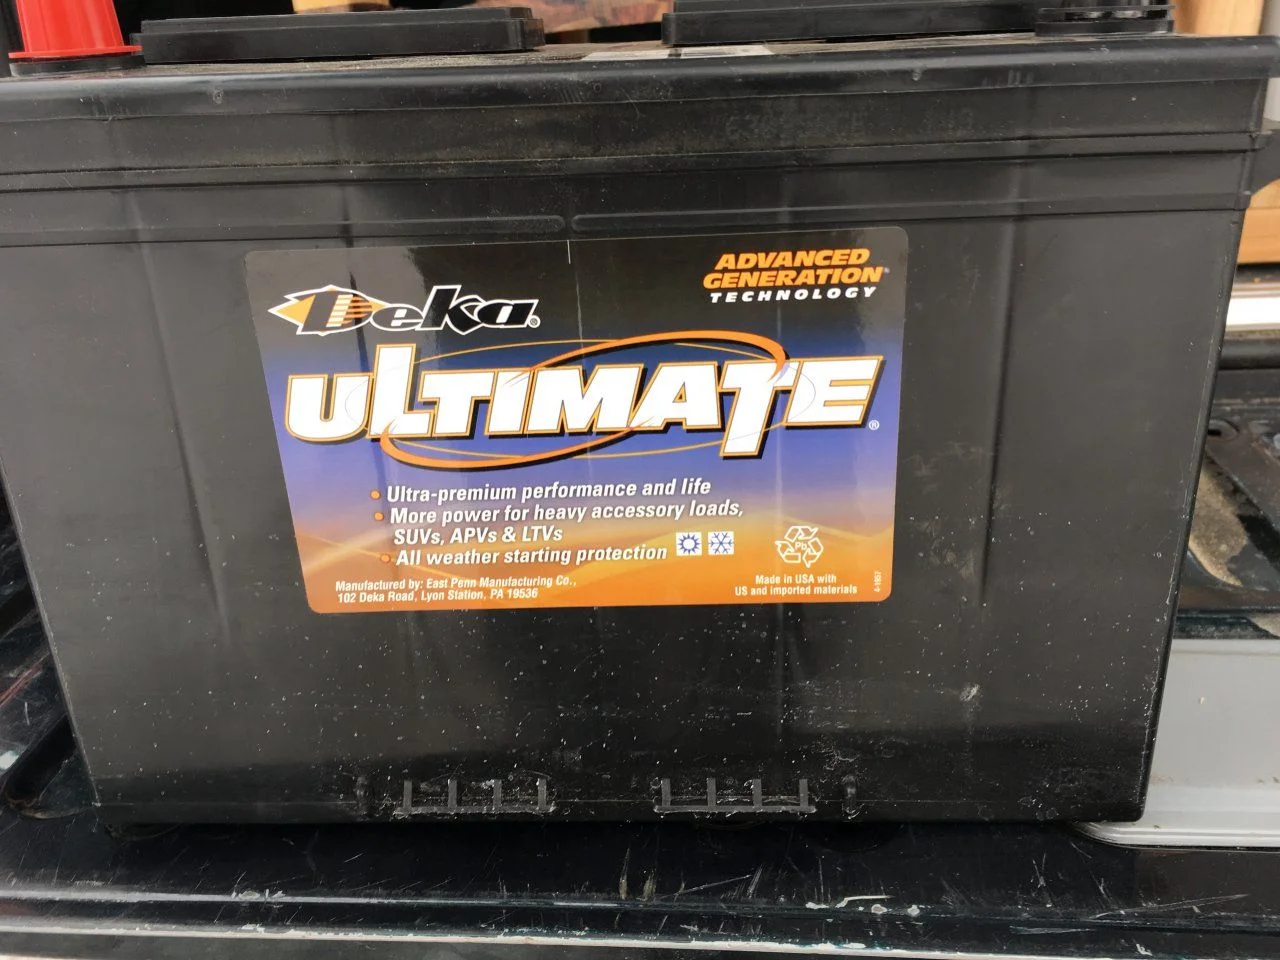 Deka®
ADVANCED
GENERATION
TECHNOLOGY
ULTIMATE®
• Ultra-premium performance and life
• More power for heavy accessory loads,
SUVs, APVs & LTVs
• All weather starting protection
Pb
Manufactured by: East Penn Manufacturing Co.,
102 Deka Road, Lyon Station, PA 19536
Made in USA with
US and imported materials